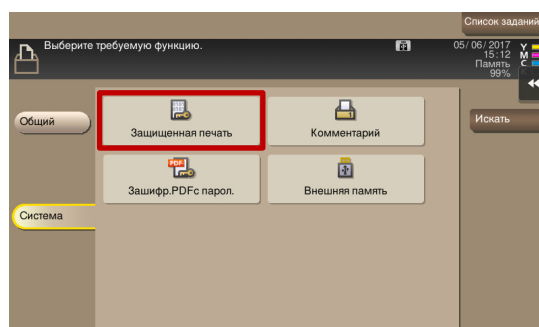 Список заданий
Выберите требуемую функцию.
05/06/2017
15:12
Память
99%
Y
M
C
Общий
Защищенная печать
Комментарий
Искать
PDF
Зашифр.PDFс парол.
Внешняя память
Система